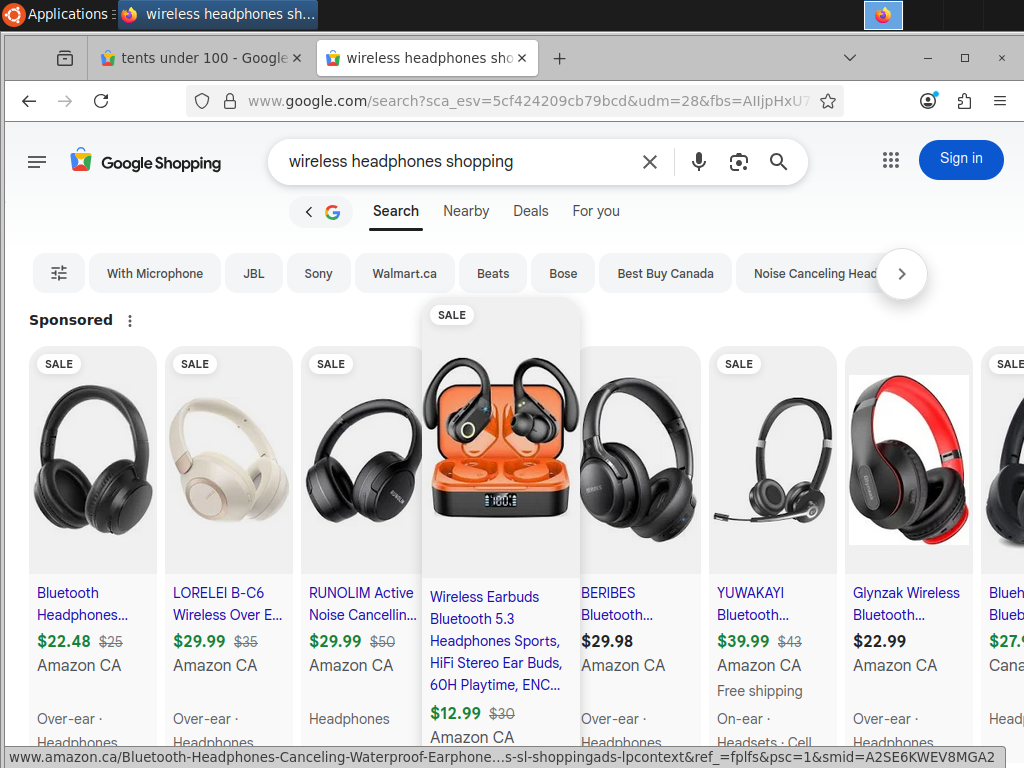 Applications
wireless headphones sh...
tents under 100 - Google
wireless headphones sho
www.google.com/search?sca_esv=5cf424209cb79bcd&udm=28&fbs=AIIjpHxU7
Google Shopping
wireless headphones shopping
Sign in
Search
Nearby
Deals
For you
With Microphone
JBL
Sony
Walmart.ca
Beats
Bose
Best Buy Canada
Noise Canceling Head
Sponsored
SALE
Bluetooth
Headphones...
$22.48 $25
Amazon CA
Over-ear ·
Headphones
SALE
LORELEI B-C6
Wireless Over E...
$29.99 $35
Amazon CA
Over-ear ·
Headphones
SALE
RUNOLIM
RUNOLIM Active
Noise Cancellin...
$29.99 $50
Amazon CA
Headphones
SALE
188:
Wireless Earbuds
Bluetooth 5.3
Headphones Sports,
HiFi Stereo Ear Buds,
60H Playtime, ENC...
$12.99 $30
Amazon CA
BERIBES
BERIBES
Bluetooth...
$29.98
Amazon CA
Over-ear ·
Headphones
SALE
YUWAKAYI
Bluetooth...
$39.99 $43
Amazon CA
Free shipping
On-ear ·
Headsets · Cell
Glynzak
Glynzak Wireless
Bluetooth...
$22.99
Amazon CA
Over-ear ·
Headphones
SALE
Blueh
Blueb
$27.9
Cana
Head
www.amazon.ca/Bluetooth-Headphones-Canceling-Waterproof-Earphone...s-sl-shoppingads-lpcontext&ref_=fplfs&psc=1&smid=A2SE6KWEV8MGA2